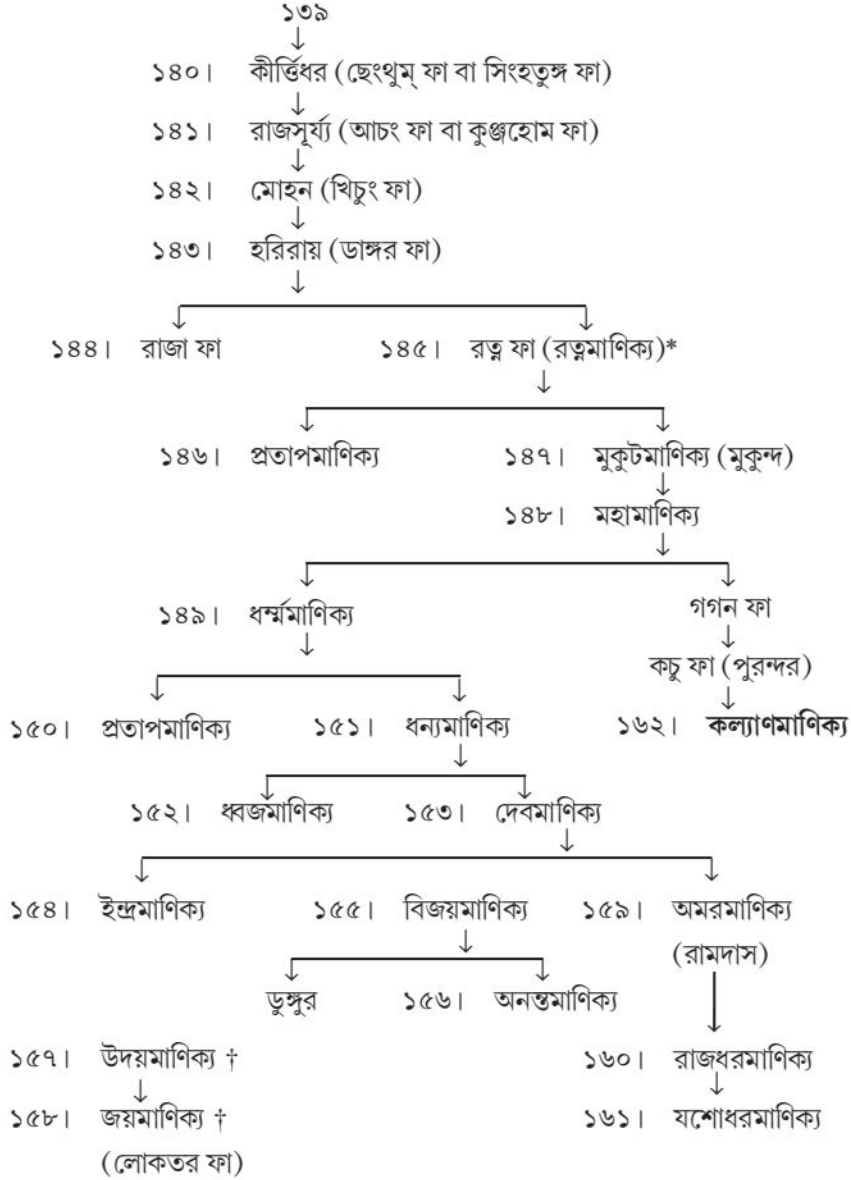 ১৩৯
১৪০। কীর্ত্তিধর (ছেংথুম্ ফা বা সিংহতুঙ্গ ফা)
১৪১। রাজসূর্য্য (আচং ফা বা কুঞ্জহোম ফা)
১৪২। মোহন (খিচুং ফা)
১৪৩। হরিরায় (ডাঙ্গর ফা)
১৪৪। রাজা ফা ১৪৫। রত্ন ফা (রত্নমাণিক্য)*
১৪৬। প্রতাপমাণিক্য ১৪৭। মুকুটমাণিক্য (মুকুন্দ)
১৪৮। মহামাণিক্য
১৪৯। ধর্ম্মমাণিক্য গগন ফা
কচু ফা (পুরন্দর)
১৫০। প্রতাপমাণিক্য ১৫১। ধন্যমাণিক্য ১৬২। কল্যাণমাণিক্য
১৫২। ধ্বজমাণিক্য ১৫৩। দেবমাণিক্য
১৫৪। ইন্দ্রমাণিক্য ১৫৫। বিজয়মাণিক্য ১৫৯। অমরমাণিক্য
(রামদাস)
ডুঙ্গুর ১৫৬। অনন্তমাণিক্য
১৫৭। উদয়মাণিক্য † ১৬০। রাজধরমাণিক্য
১৫৮। জয়মাণিক্য † ১৬১। যশোধরমাণিক্য
(লোকতর ফা)